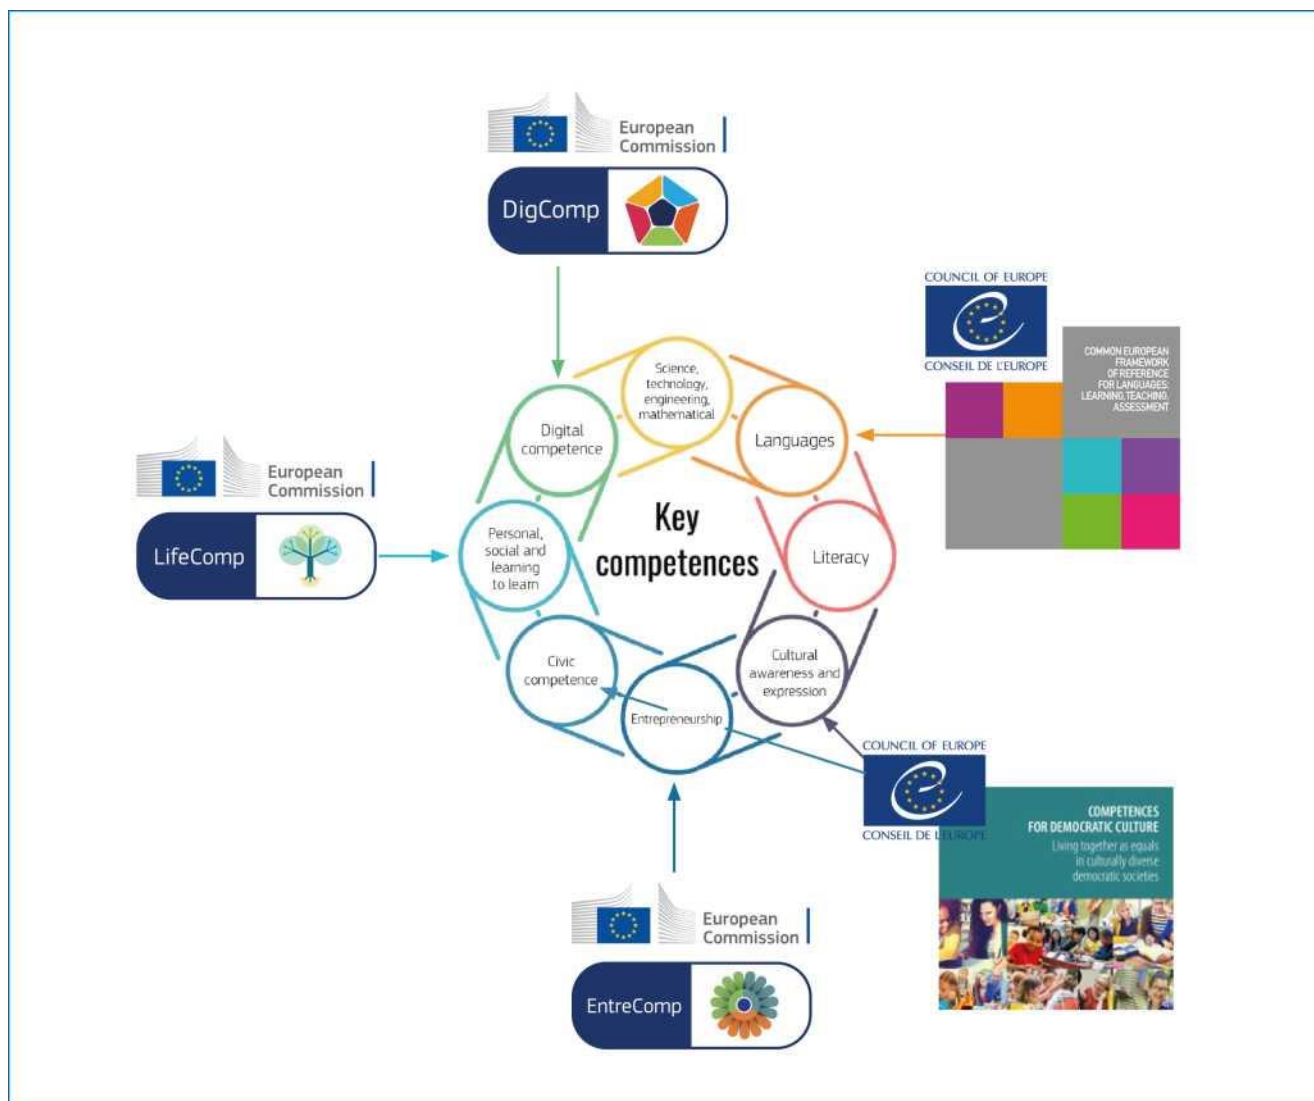 European
Commission
DigComp
COUNCIL OF EUROPE
CONSEIL DE L'EUROPE
COMMON EUROPEAN
FRAMEWORK
OF REFERENCE
FOR LANGUAGES:
LEARNING, TEACHING,
ASSESSMENT
Science,
technology,
engineering,
mathematical
Digital
competence
Languages
European
Commission
LifeComp
Personal,
social and
learning
to learn
Key
competences
Literacy
Civic
competence
Cultural
awareness and
expression
Entrepreneurship
COUNCIL OF EUROPE
CONSEIL DE L'EUROPE
COMPETENCES
FOR DEMOCRATIC CULTURE
Living together as equals
in culturally diverse
democratic societies
European
Commission
EntreComp